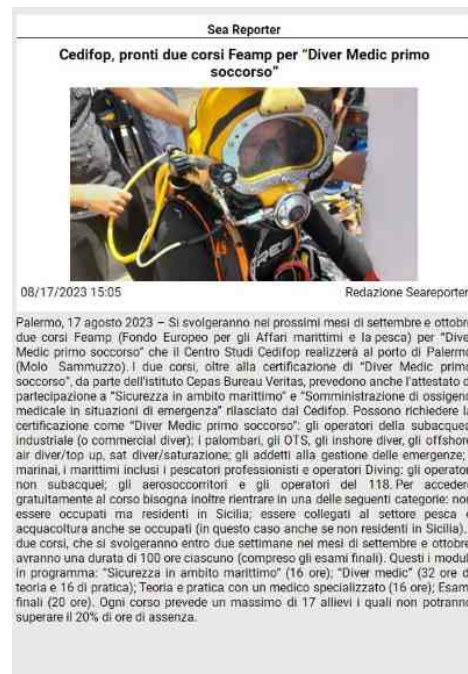 Sea Reporter
Cedifop, pronti due corsi Feamp per "Diver Medic primo
soccorso"
08/17/2023 15:05
Redazione Seareporter
Palermo, 17 agosto 2023 – Si svolgeranno nei prossimi mesi di settembre e ottobre
due corsi Feamp (Fondo Europeo per gli Affari marittimi e la pesca) per "Diver
Medic primo soccorso" che il Centro Studi Cedifop realizzerà al porto di Palermo
(Molo Sammuzzo). I due corsi, oltre alla certificazione di "Diver Medic primo
soccorso", da parte dell'istituto Cepas Bureau Veritas, prevedono anche l'attestato d
partecipazione a "Sicurezza in ambito marittimo" e "Somministrazione di ossigeno
medicale in situazioni di emergenza" rilasciato dal Cedifop. Possono richiedere la
certificazione come "Diver Medic primo soccorso": gli operatori della subacquea
industriale (o commercial diver); i palombari, gli OTS, gli inshore diver, gli offshore
air diver/top up, sat diver/saturazione; gli addetti alla gestione delle emergenze;
marinai, i marittimi inclusi i pescatori professionisti e operatori Diving: gli operator
non subacquei; gli aerosoccorritori e gli operatori del 118. Per accedere
gratuitamente al corso bisogna inoltre rientrare in una delle seguenti categorie: non
essere occupati ma residenti in Sicilia; essere collegati al settore pesca e
acquacoltura anche se occupati (in questo caso anche se non residenti in Sicilia).
due corsi, che si svolgeranno entro due settimane nei mesi di settembre e ottobre
avranno una durata di 100 ore ciascuno (compreso gli esami finali). Questi i modul
in programma: "Sicurezza in ambito marittimo" (16 ore); "Diver medic" (32 ore d
teoria e 16 di pratica); Teoria e pratica con un medico specializzato (16 ore); Esam
finali (20 ore). Ogni corso prevede un massimo di 17 allievi i quali non potranno
superare il 20% di ore di assenza.